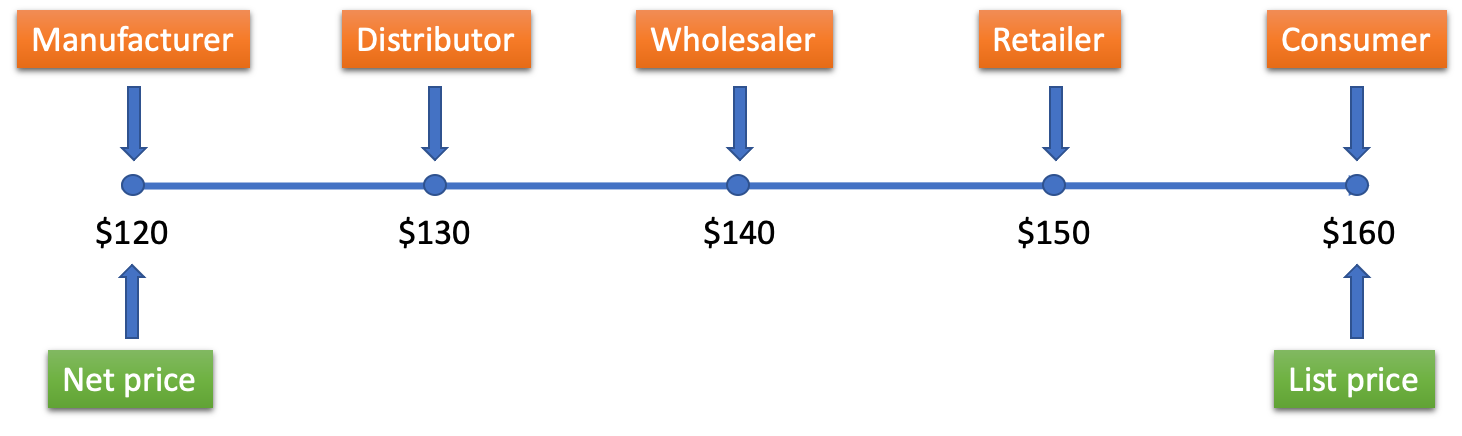 Manufacturer
Distributor
Wholesaler
Retailer
Consumer
$120
$130
$140
$150
$160
Net price
List price